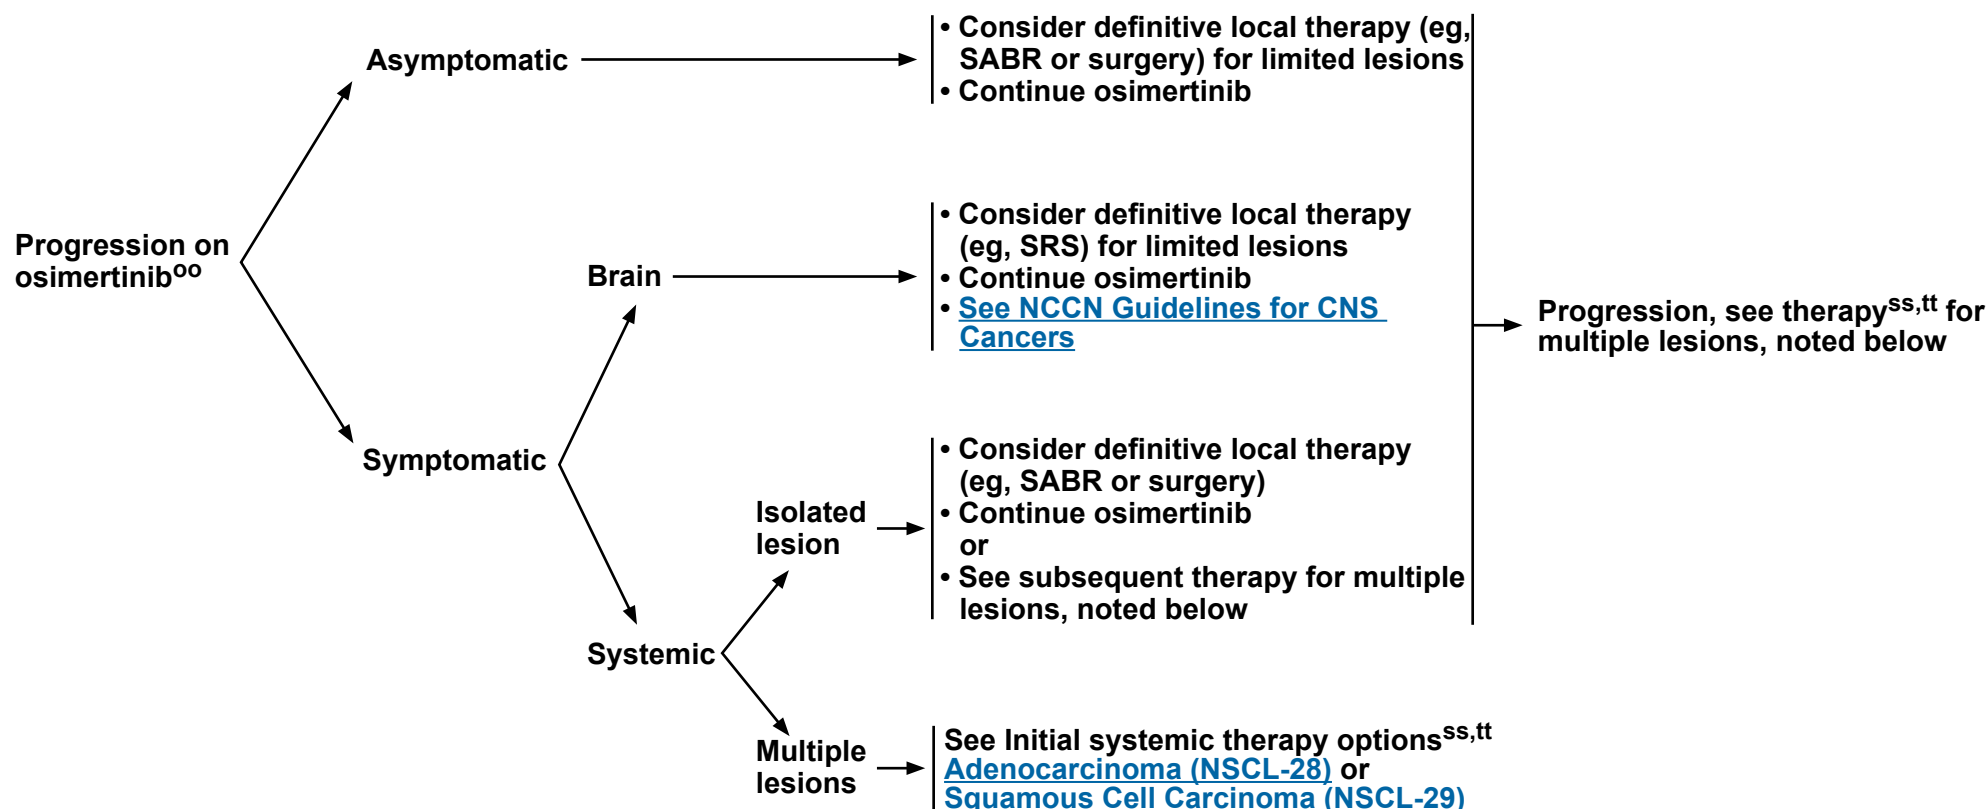 Asymptomatic
• Consider definitive local therapy (eg,
SABR or surgery) for limited lesions
• Continue osimertinib
Progression on
osimertinib^oo
Brain
• Consider definitive local therapy
(eg, SRS) for limited lesions
• Continue osimertinib
• See NCCN Guidelines for CNS
Cancers
Progression, see therapy^ss,tt for
multiple lesions, noted below
Symptomatic
Isolated
lesion
• Consider definitive local therapy
(eg, SABR or surgery)
• Continue osimertinib
or
• See subsequent therapy for multiple
lesions, noted below
Systemic
Multiple
lesions
See Initial systemic therapy options^ss,tt
Adenocarcinoma (NSCL-28) or
Squamous Cell Carcinoma (NSCL-29)